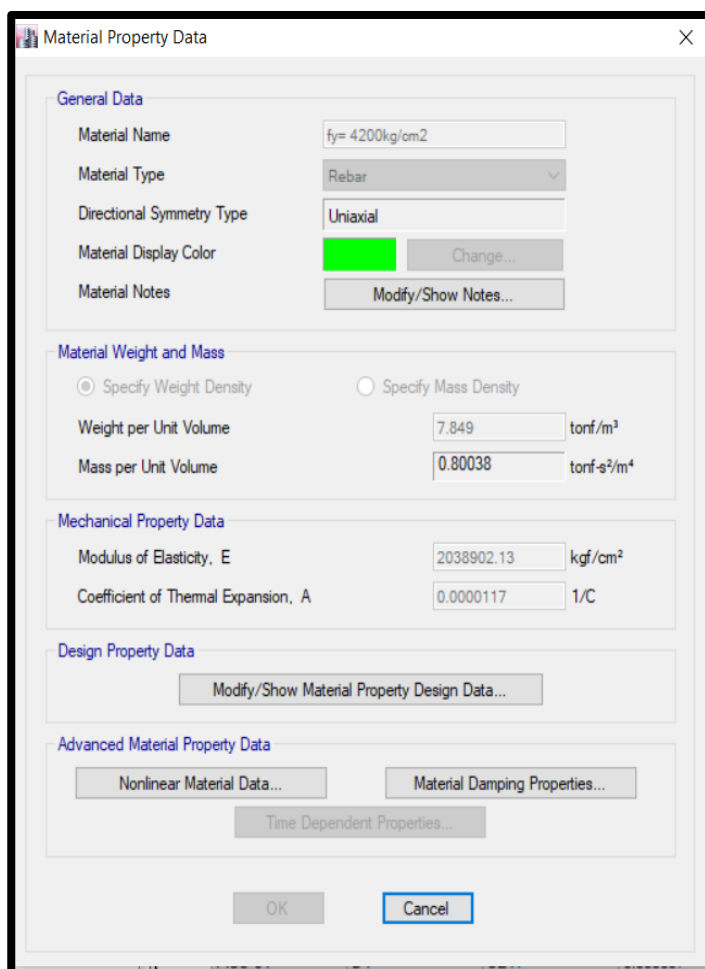 Material Property Data
General Data
Material Name fy= 4200kg/cm2
Material Type Rebar
Directional Symmetry Type Uniaxial
Material Display Color Change...
Material Notes Modify/Show Notes...
Material Weight and Mass
Specify Weight Density Specify Mass Density
Weight per Unit Volume 7.849 tonf/m³
Mass per Unit Volume 0.80038 tonf-s²/m⁴
Mechanical Property Data
Modulus of Elasticity, E 2038902.13 kgf/cm²
Coefficient of Thermal Expansion, A 0.0000117 1/C
Design Property Data
Modify/Show Material Property Design Data...
Advanced Material Property Data
Nonlinear Material Data... Material Damping Properties...
Time Dependent Properties...
OK Cancel